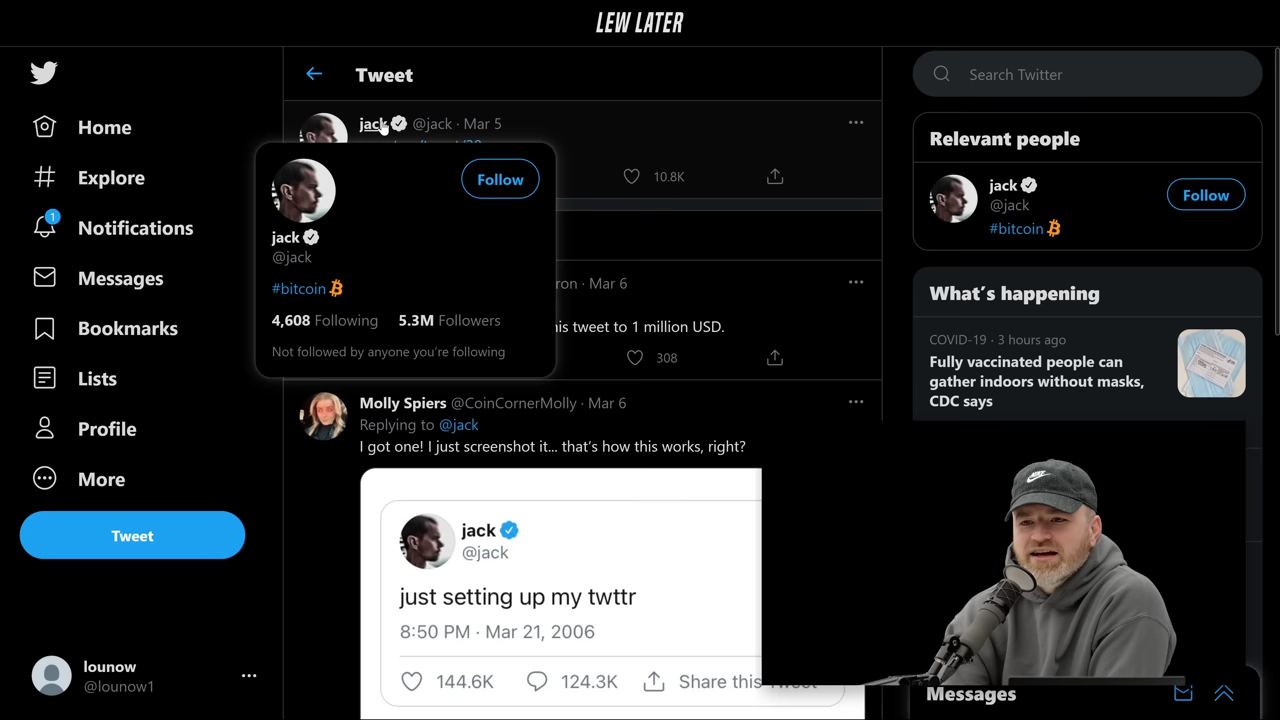 LEW LATER
Home
Explore
1
Notifications
Messages
Bookmarks
Lists
Profile
More
Tweet
lounow
@lounow1
Tweet
jack @jack · Mar 5
10.8K
Follow
jack
@jack
#bitcoin
4,608 Following 5.3M Followers
Not followed by anyone you're following
ron · Mar 6
his tweet to 1 million USD.
308
Molly Spiers @CoinCornerMolly · Mar 6
Replying to @jack
I got one! I just screenshot it... that's how this works, right?
jack
@jack
just setting up my twttr
8:50 PM · Mar 21, 2006
144.6K 124.3K Share this Tweet
Search Twitter
Relevant people
jack
@jack
Follow
#bitcoin
What's happening
COVID-19 · 3 hours ago
Fully vaccinated people can
gather indoors without masks,
CDC says
Messages